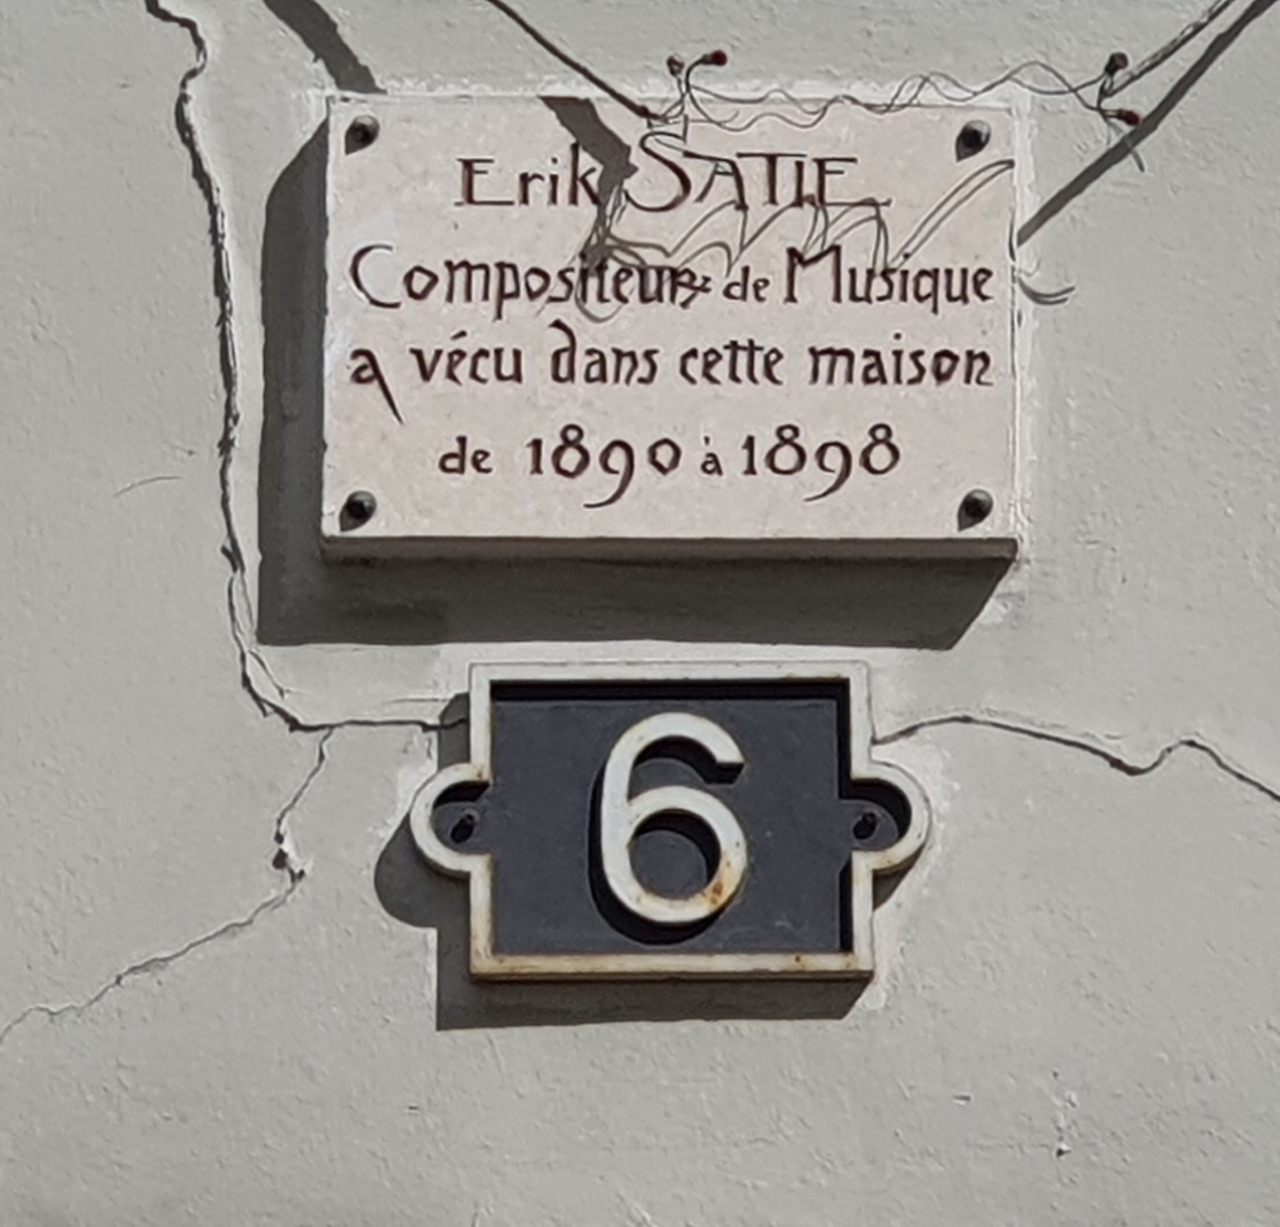 Erik SATIE
Compositeur de Musique
a vécu dans cette maison
de 1890 à 1898
6